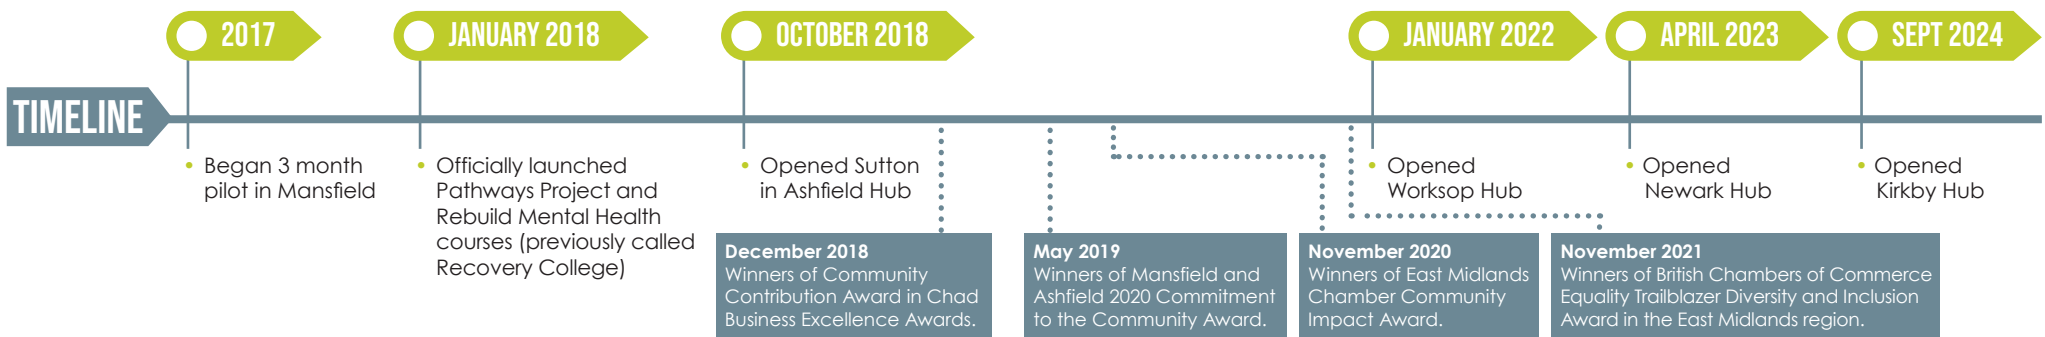 TIMELINE
2017
Began 3 month
pilot in Mansfield
JANUARY 2018
Officially launched
Pathways Project and
Rebuild Mental Health
courses (previously called
Recovery College)
OCTOBER 2018
Opened Sutton
in Ashfield Hub
December 2018
Winners of Community
Contribution Award in Chad
Business Excellence Awards.
May 2019
Winners of Mansfield and
Ashfield 2020 Commitment
to the Community Award.
November 2020
Winners of East Midlands
Chamber Community
Impact Award.
November 2021
Winners of British Chambers of Commerce
Equality Trailblazer Diversity and Inclusion
Award in the East Midlands region.
JANUARY 2022
Opened
Worksop Hub
APRIL 2023
Opened
Newark Hub
SEPT 2024
Opened
Kirkby Hub